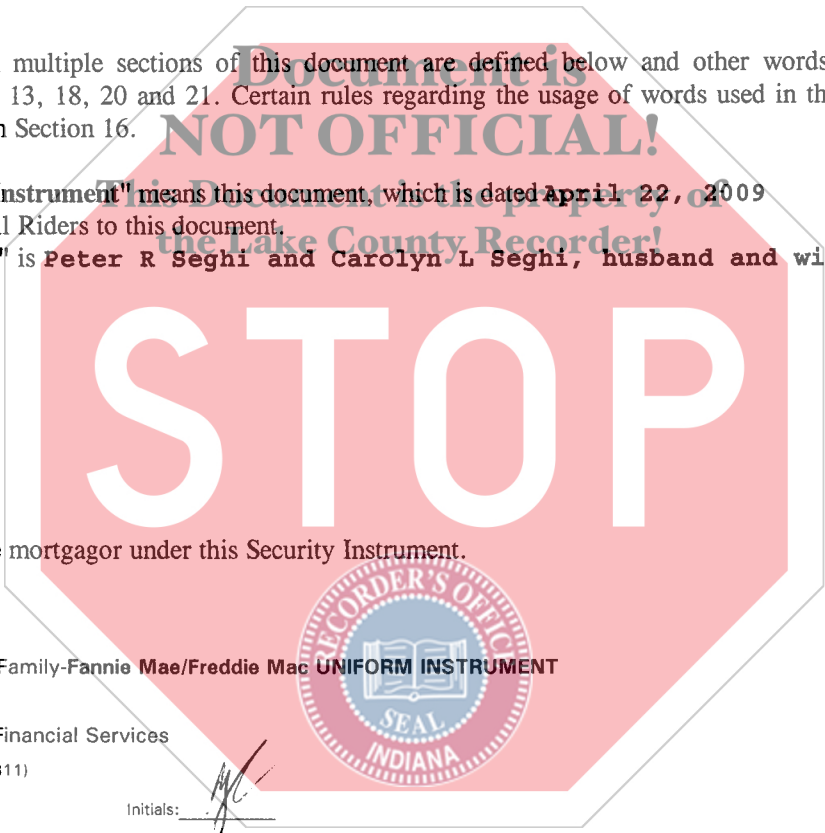 multiple sections of this document are defined below and other words
13, 18, 20 and 21. Certain rules regarding the usage of words used in th
n Section 16.
Document is
NOT OFFICIAL!
This Document is the property of
the Lake County Recorder!
nstrument" means this document, which is dated April 22, 2009
l Riders to this document.
" is Peter R Seghi and Carolyn L Seghi, husband and wi
STOP
e mortgagor under this Security Instrument.
RECORDER'S OFFICE
SEAL
INDIANA
Family-Fannie Mae/Freddie Mac UNIFORM INSTRUMENT
Financial Services
811)
Initials: